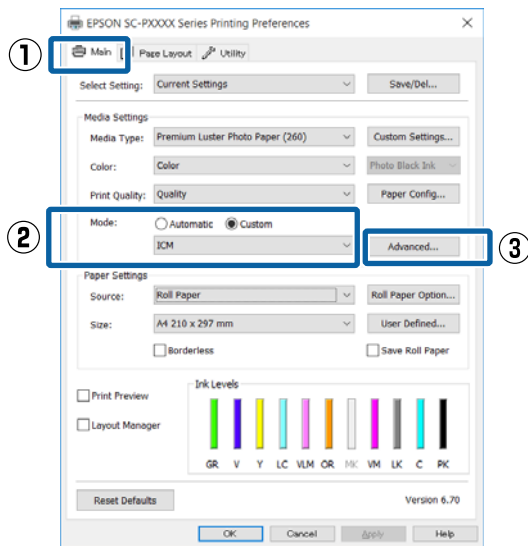 EPSON SC-PXXXX Series Printing Preferences
1 Main Page Layout Utility
Select Setting: Current Settings Save/Del...
Media Settings
Media Type: Premium Luster Photo Paper (260) Custom Settings...
Color: Color Photo Black Ink
Print Quality: Quality Paper Config...
2 Mode: Automatic Custom
ICM Advanced... 3
Paper Settings
Source: Roll Paper Roll Paper Option...
Size: A4 210 x 297 mm User Defined...
Borderless Save Roll Paper
Print Preview
Layout Manager
Ink Levels
GR V Y LC VLM OR MK VM LK C PK
Reset Defaults Version 6.70
OK Cancel Apply Help